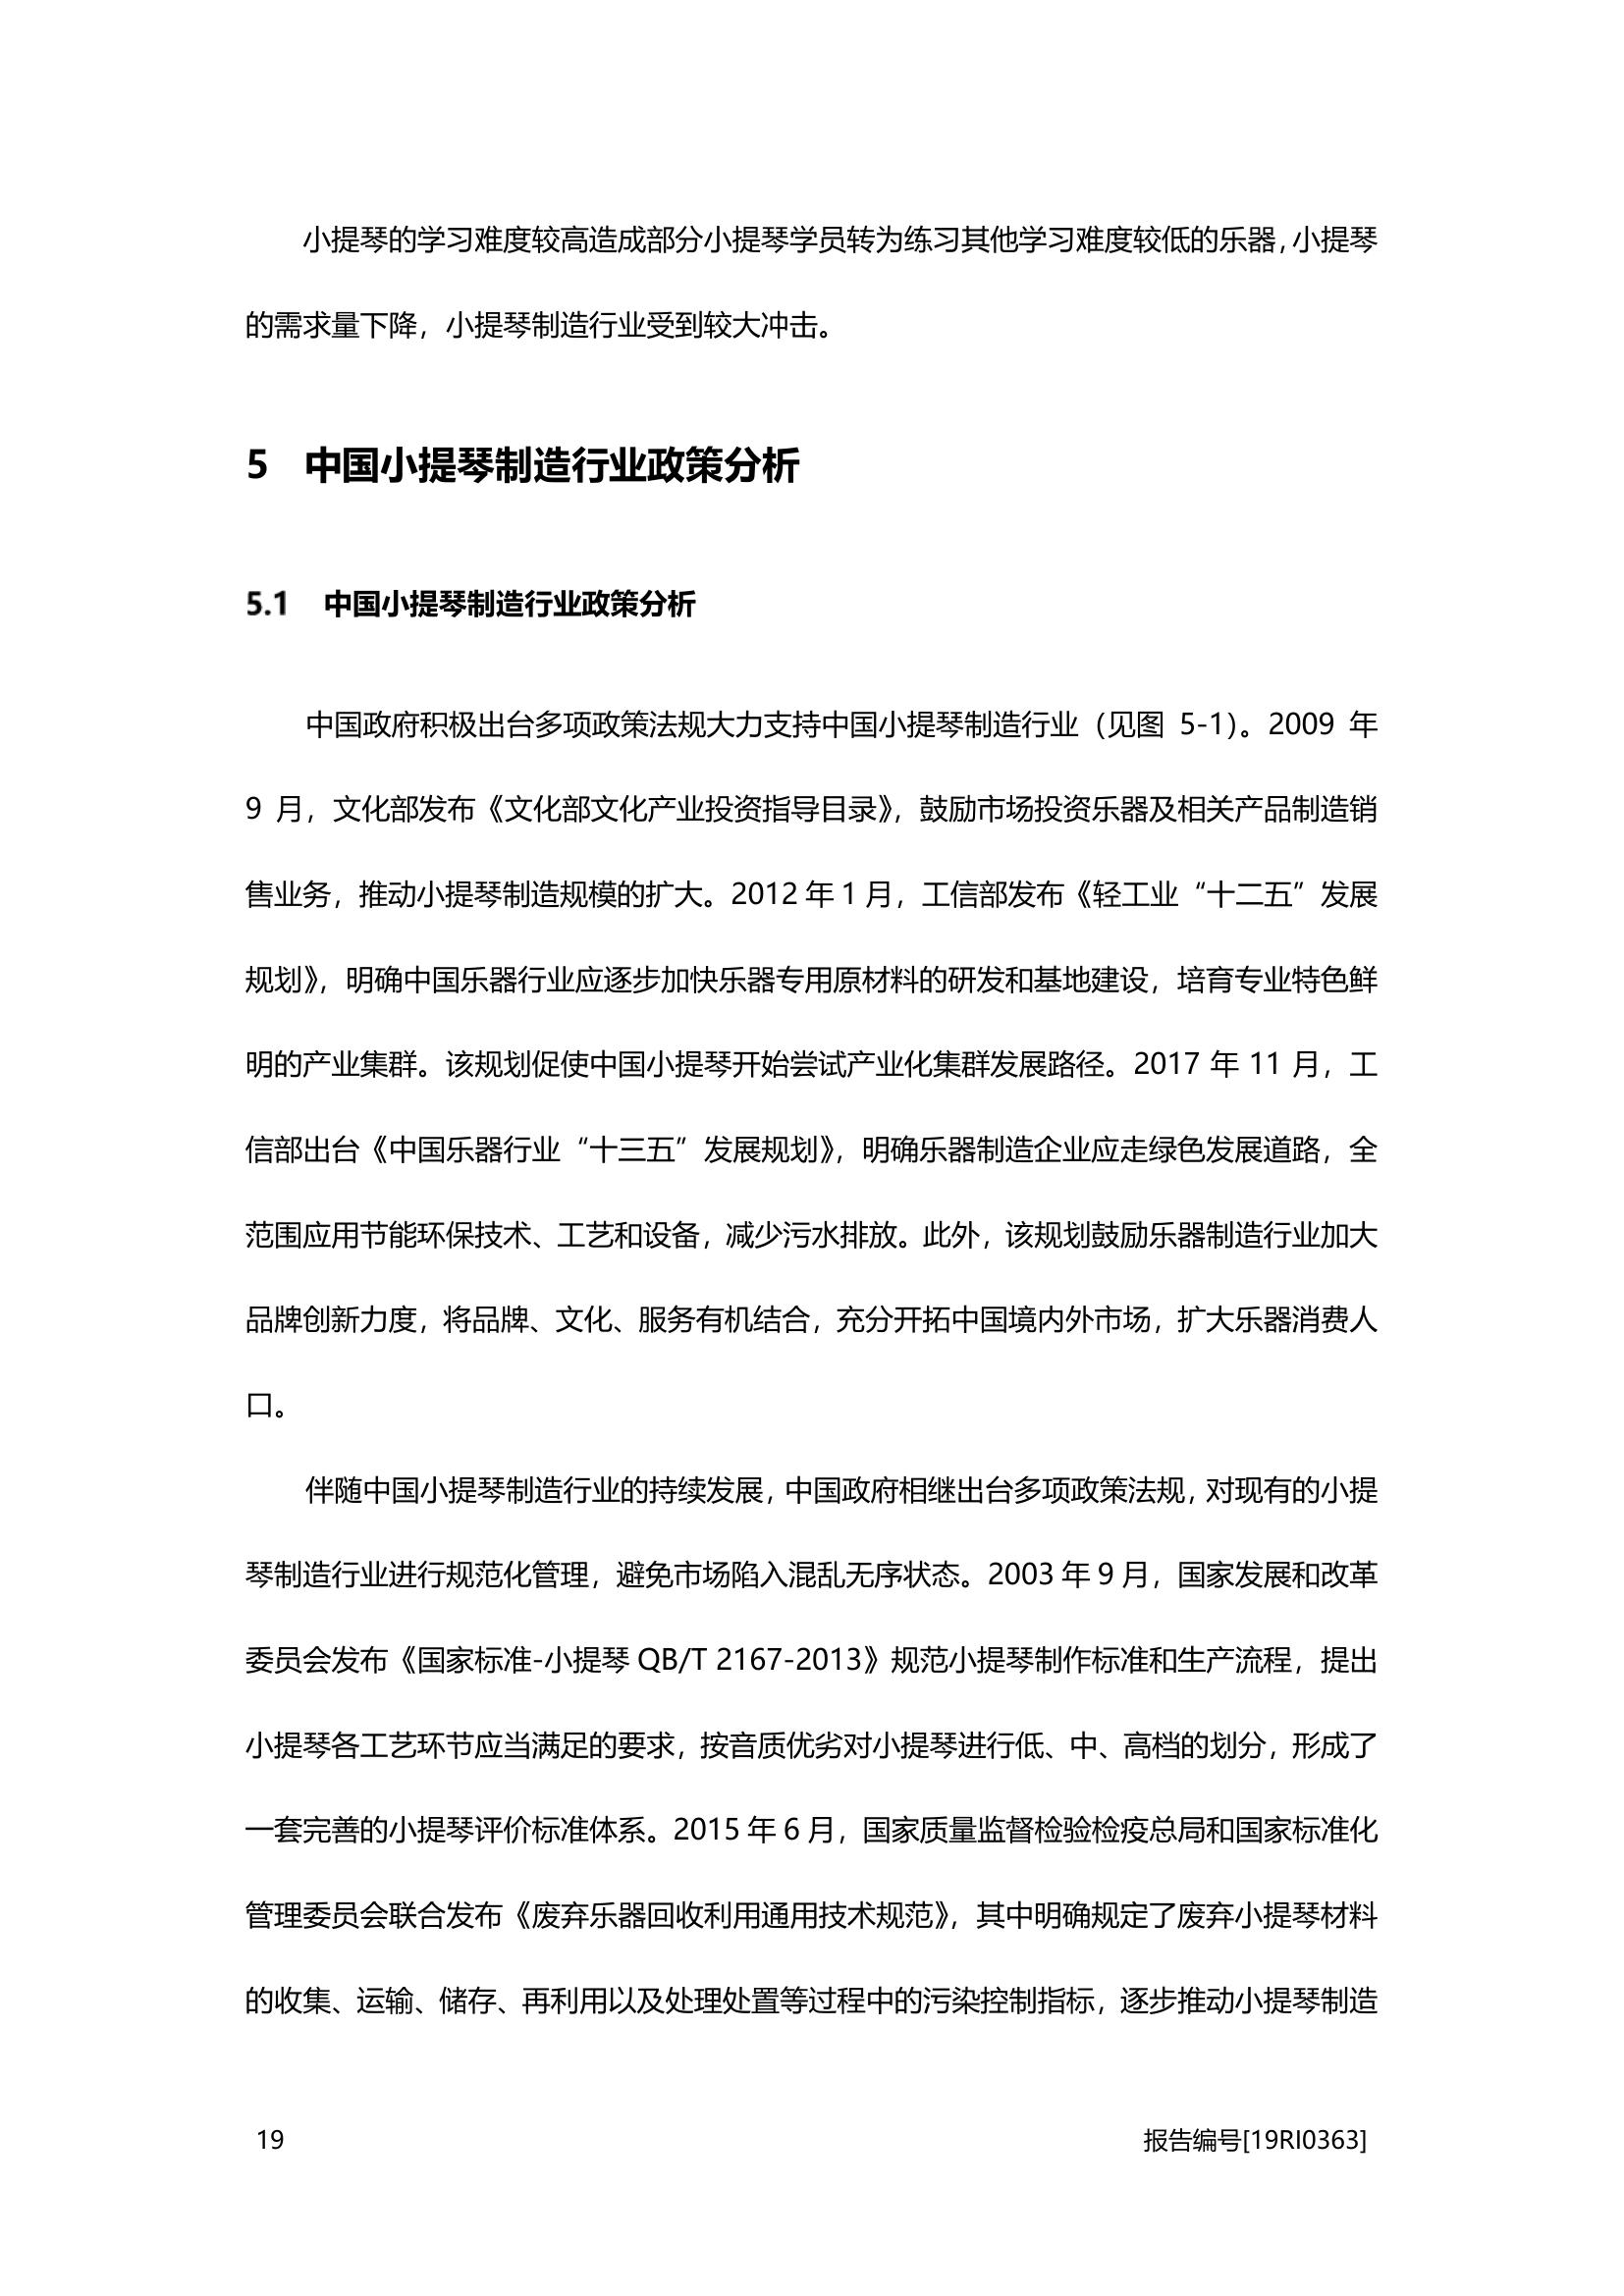 小提琴的学习难度较高造成部分小提琴学员转为练习其他学习难度较低的乐器，小提琴
的需求量下降，小提琴制造行业受到较大冲击。
5 中国小提琴制造行业政策分析
5.1 中国小提琴制造行业政策分析
中国政府积极出台多项政策法规大力支持中国小提琴制造行业（见图 5-1）。2009 年
9 月，文化部发布《文化部文化产业投资指导目录》，鼓励市场投资乐器及相关产品制造销
售业务，推动小提琴制造规模的扩大。2012 年 1 月，工信部发布《轻工业“十二五”发展
规划》，明确中国乐器行业应逐步加快乐器专用原材料的研发和基地建设，培育专业特色鲜
明的产业集群。该规划促使中国小提琴开始尝试产业化集群发展路径。2017 年 11 月，工
信部出台《中国乐器行业“十三五”发展规划》，明确乐器制造企业应走绿色发展道路，全
范围应用节能环保技术、工艺和设备，减少污水排放。此外，该规划鼓励乐器制造行业加大
品牌创新力度，将品牌、文化、服务有机结合，充分开拓中国境内外市场，扩大乐器消费人
口。
伴随中国小提琴制造行业的持续发展，中国政府相继出台多项政策法规，对现有的小提
琴制造行业进行规范化管理，避免市场陷入混乱无序状态。2003 年 9 月，国家发展和改革
委员会发布《国家标准-小提琴 QB/T 2167-2013》规范小提琴制作标准和生产流程，提出
小提琴各工艺环节应当满足的要求，按音质优劣对小提琴进行低、中、高档的划分，形成了
一套完善的小提琴评价标准体系。2015 年 6 月，国家质量监督检验检疫总局和国家标准化
管理委员会联合发布《废弃乐器回收利用通用技术规范》，其中明确规定了废弃小提琴材料
的收集、运输、储存、再利用以及处理处置等过程中的污染控制指标，逐步推动小提琴制造
19 报告编号[19RI0363]